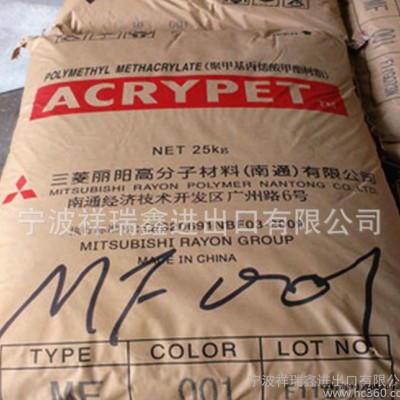 POLYMETHYL METHACRYLATE (聚甲基丙烯酸甲酯树脂)
ACRYPET
NET 25kg
三菱丽阳高分子材料(南通)有限公司
MITSUBISHI RAYON POLYMER NANTONG CO.LTD.
南通经济技术开发区广州路6号
宁波祥瑞鑫进出口有限公司
MITSUBISHI RAYON GROUP
MADE IN CHINA
MF 001
TYPE COLOR LOT NO.
MF 001
宁波祥瑞鑫进出口有限公司
www.hc360.com